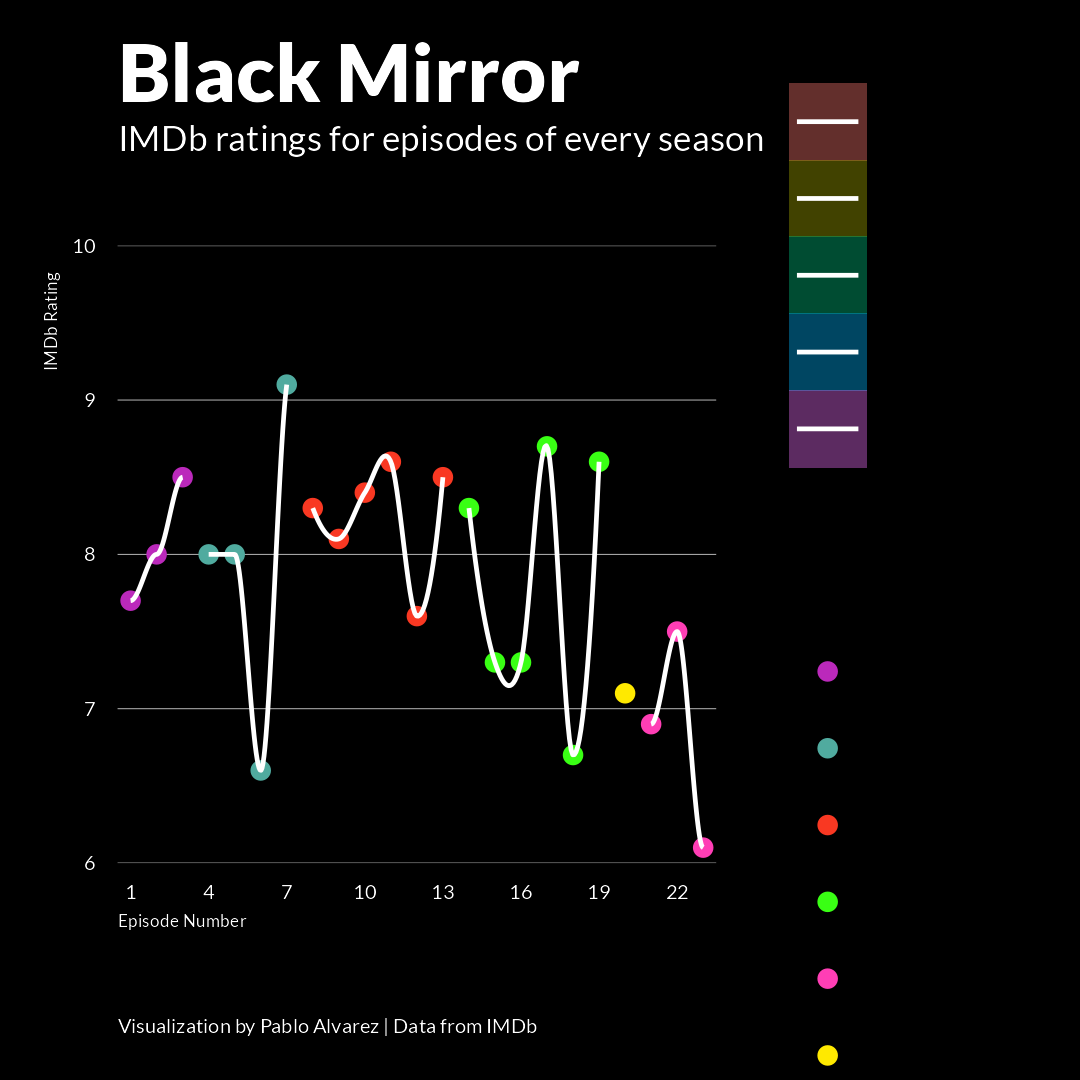 Black Mirror
IMDb ratings for episodes of every season
10
IMDb Rating
9
8
7
6
1 4 7 10 13 16 19 22
Episode Number
Visualization by Pablo Alvarez | Data from IMDb